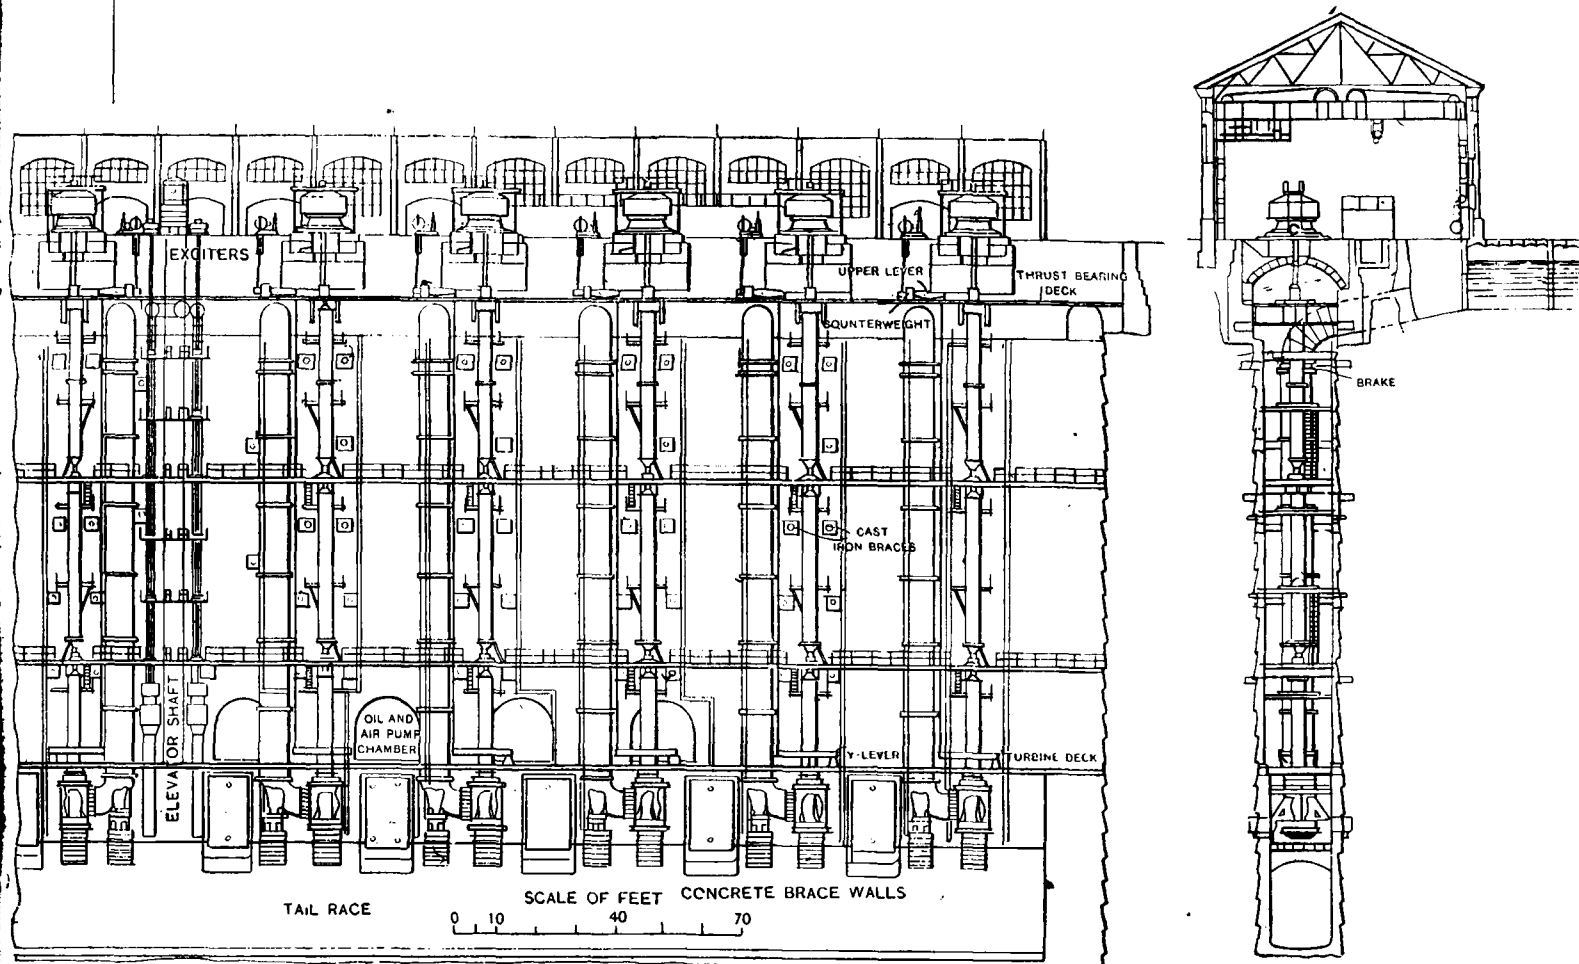 EXCITERS
UPPER LEVER
THRUST BEARING
DECK
COUNTERWEIGHT
BRAKE
CAST
IRON BRACES
ELEVATOR SHAFT
OIL AND
AIR PUMP
CHAMBER
Y-LEVER
TURBINE DECK
TAIL RACE
SCALE OF FEET
CONCRETE BRACE WALLS
0 10 40 70